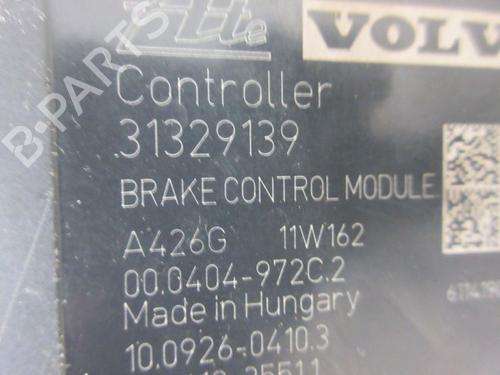 Ate VOLV
Controller
31329139
BRAKE CONTROL MODULE
A426G 11W162
00.0404-972C.2
Made in Hungary
10.0926-0410.3
B-PARTS